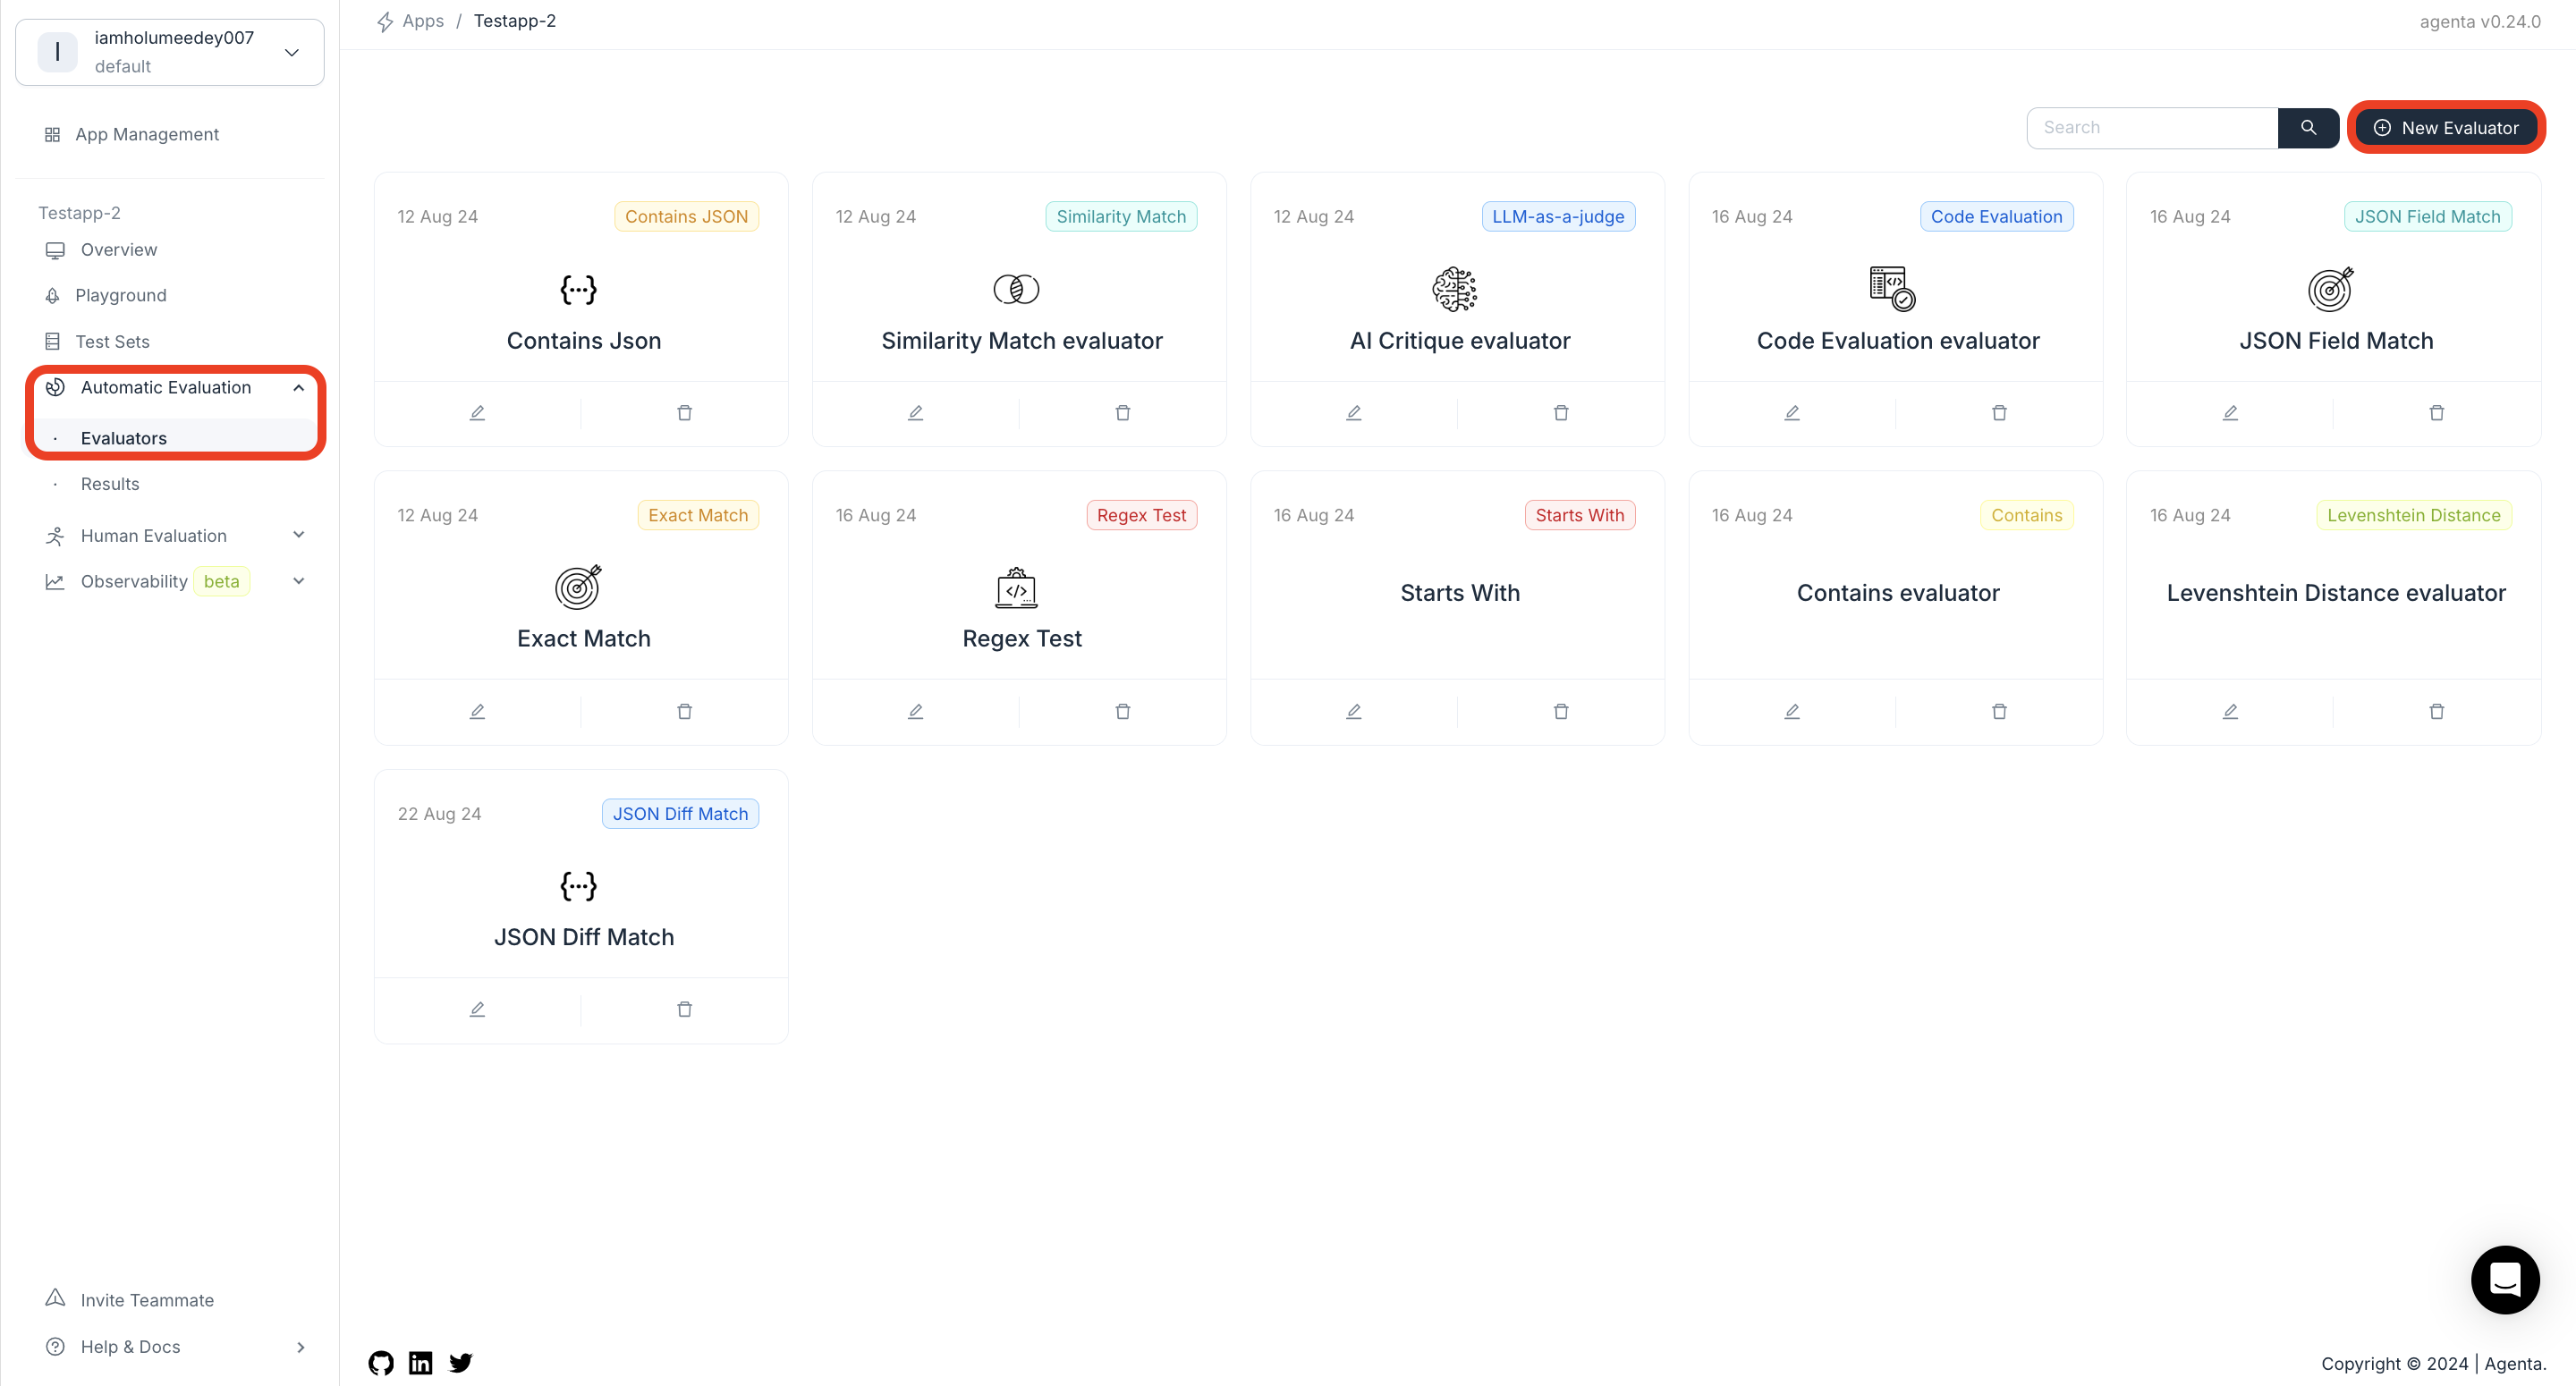 I
iamholumeedey007
default
App Management
Testapp-2
Overview
Playground
Test Sets
Automatic Evaluation
Evaluators
Results
Human Evaluation
Observability beta
Invite Teammate
Help & Docs
Apps / Testapp-2
agenta v0.24.0
Search
New Evaluator
12 Aug 24 Contains JSON
Contains Json
12 Aug 24 Similarity Match
Similarity Match evaluator
12 Aug 24 LLM-as-a-judge
AI Critique evaluator
16 Aug 24 Code Evaluation
Code Evaluation evaluator
16 Aug 24 JSON Field Match
JSON Field Match
12 Aug 24 Exact Match
Exact Match
16 Aug 24 Regex Test
Regex Test
16 Aug 24 Starts With
Starts With
16 Aug 24 Contains
Contains evaluator
16 Aug 24 Levenshtein Distance
Levenshtein Distance evaluator
22 Aug 24 JSON Diff Match
JSON Diff Match
Copyright © 2024 | Agenta.